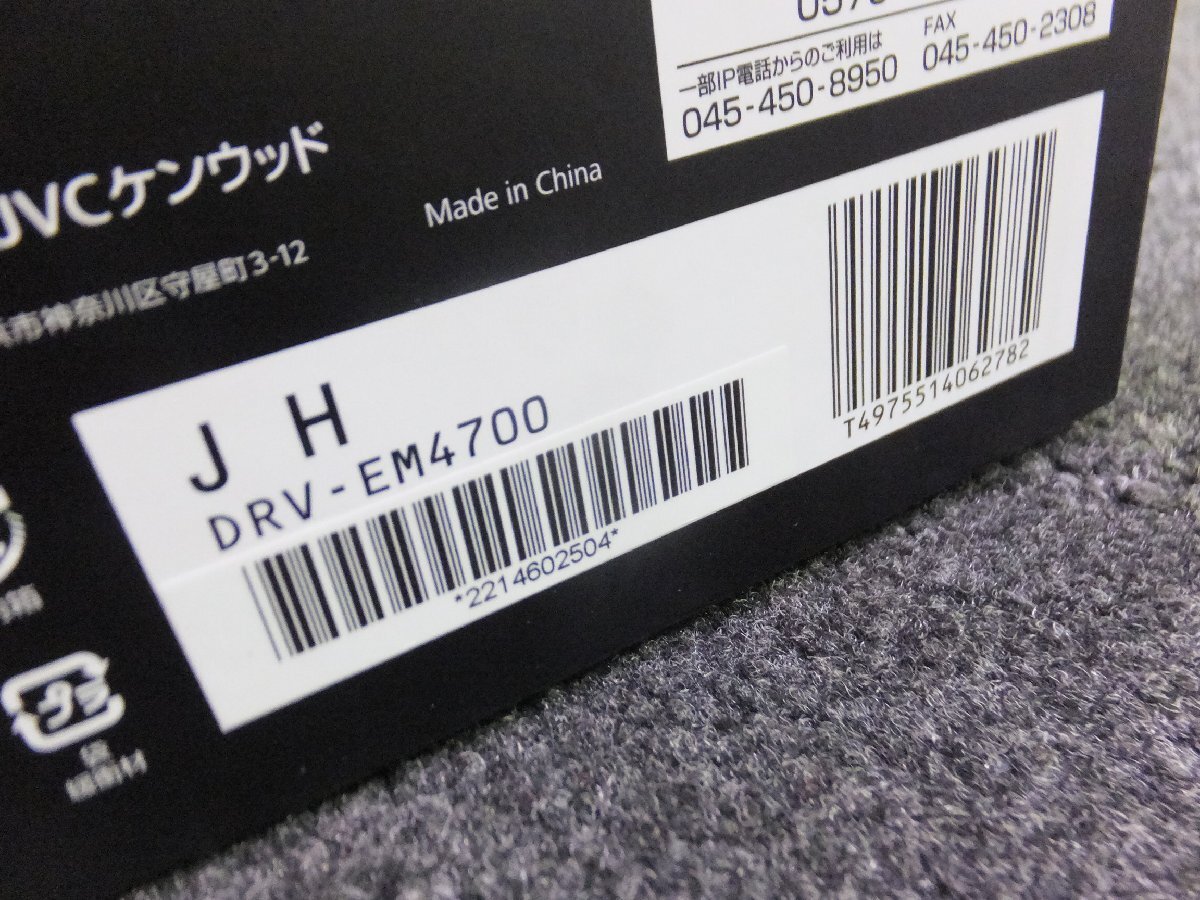 一部IP電話からのご利用は
045-450-8950
FAX
045-450-2308
JVCケンウッド
市神奈川区守屋町3-12
Made in China
J H
DRV-EM4700
*2214602504*
T4975514062782
プラ